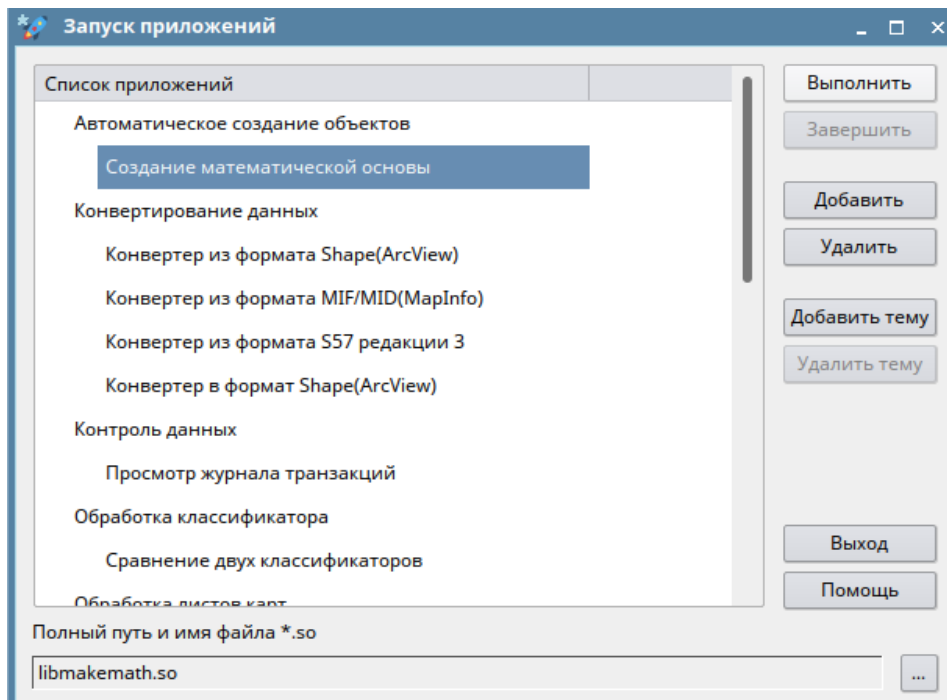 Запуск приложений
Список приложений
Автоматическое создание объектов
Создание математической основы
Конвертирование данных
Конвертер из формата Shape(ArcView)
Конвертер из формата MIF/MID(MapInfo)
Конвертер из формата S57 редакции 3
Конвертер в формат Shape(ArcView)
Контроль данных
Просмотр журнала транзакций
Обработка классификатора
Сравнение двух классификаторов
Обработка листов карт
Выполнить
Завершить
Добавить
Удалить
Добавить тему
Удалить тему
Выход
Помощь
Полный путь и имя файла *.so
libmakemath.so
...